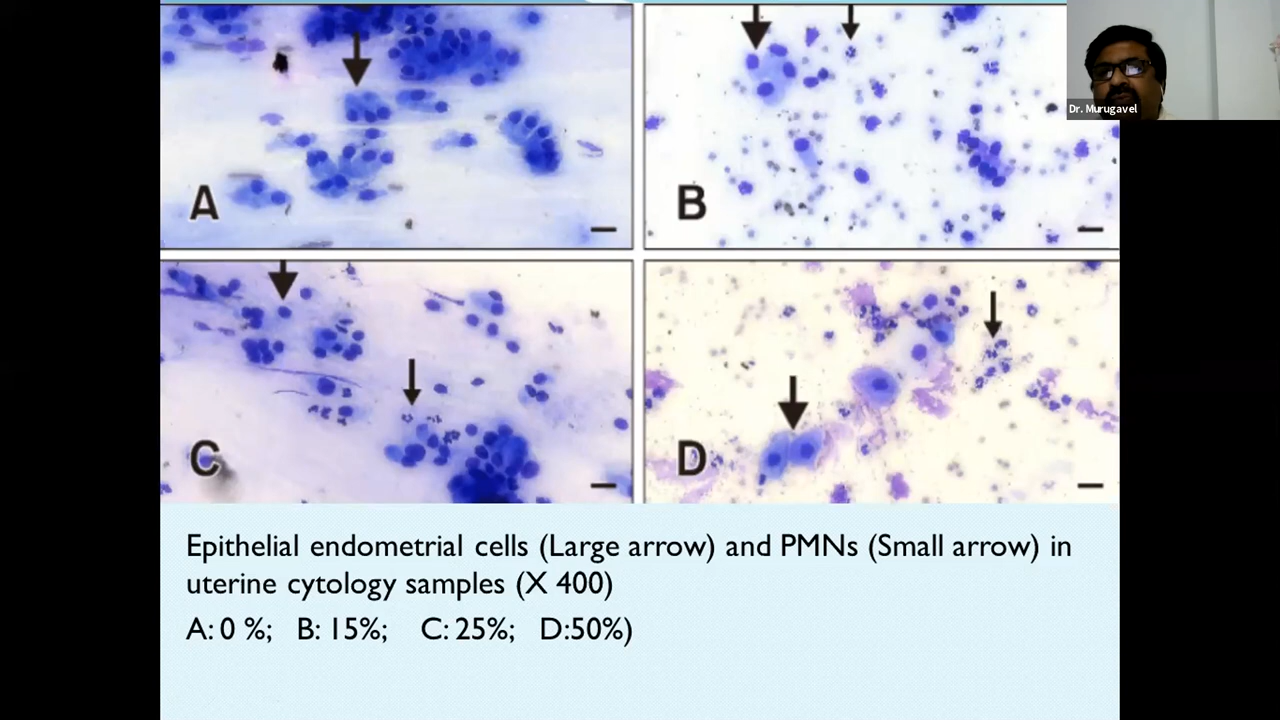 A
B
Dr. Murugavel
C
D
Epithelial endometrial cells (Large arrow) and PMNs (Small arrow) in
uterine cytology samples (X 400)
A: 0 %; B: 15%; C: 25%; D:50%)